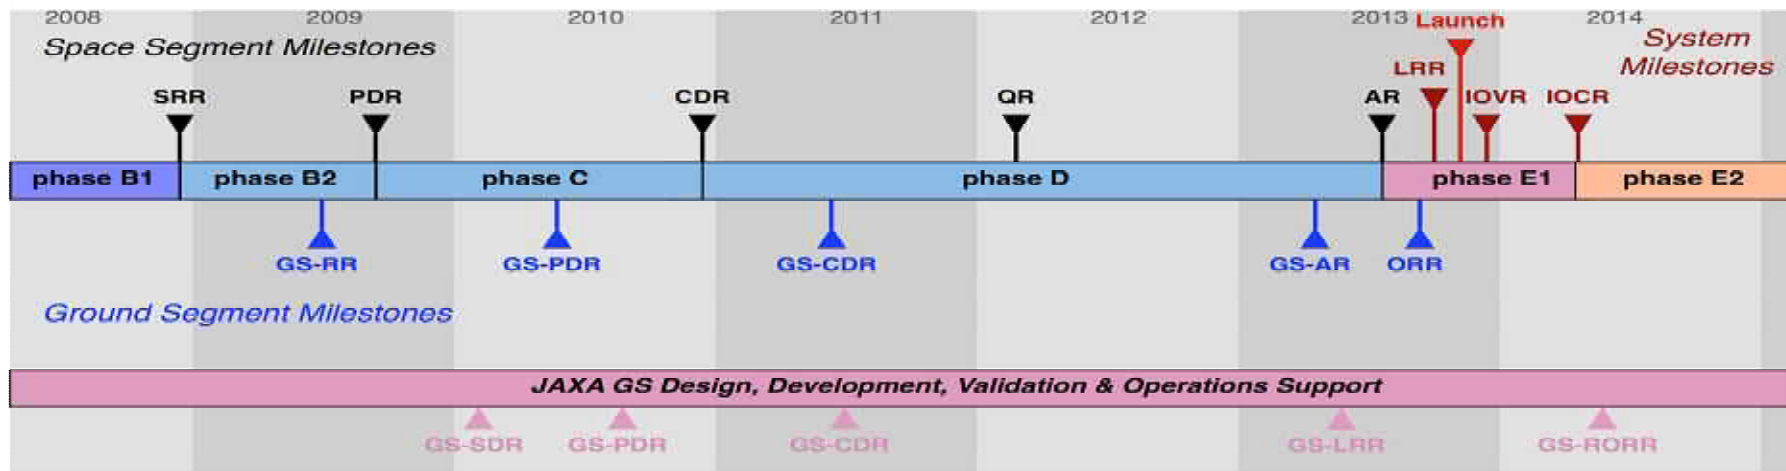 2008 2009 2010 2011 2012 2013 2014
Launch
Space Segment Milestones
System
Milestones
LRR
SRR PDR CDR QR AR IOVR IOCR
phase B1 phase B2 phase C phase D phase E1 phase E2
GS-RR GS-PDR GS-CDR GS-AR ORR
Ground Segment Milestones
JAXA GS Design, Development, Validation & Operations Support
GS-SDR GS-PDR GS-CDR GS-LRR GS-RORR